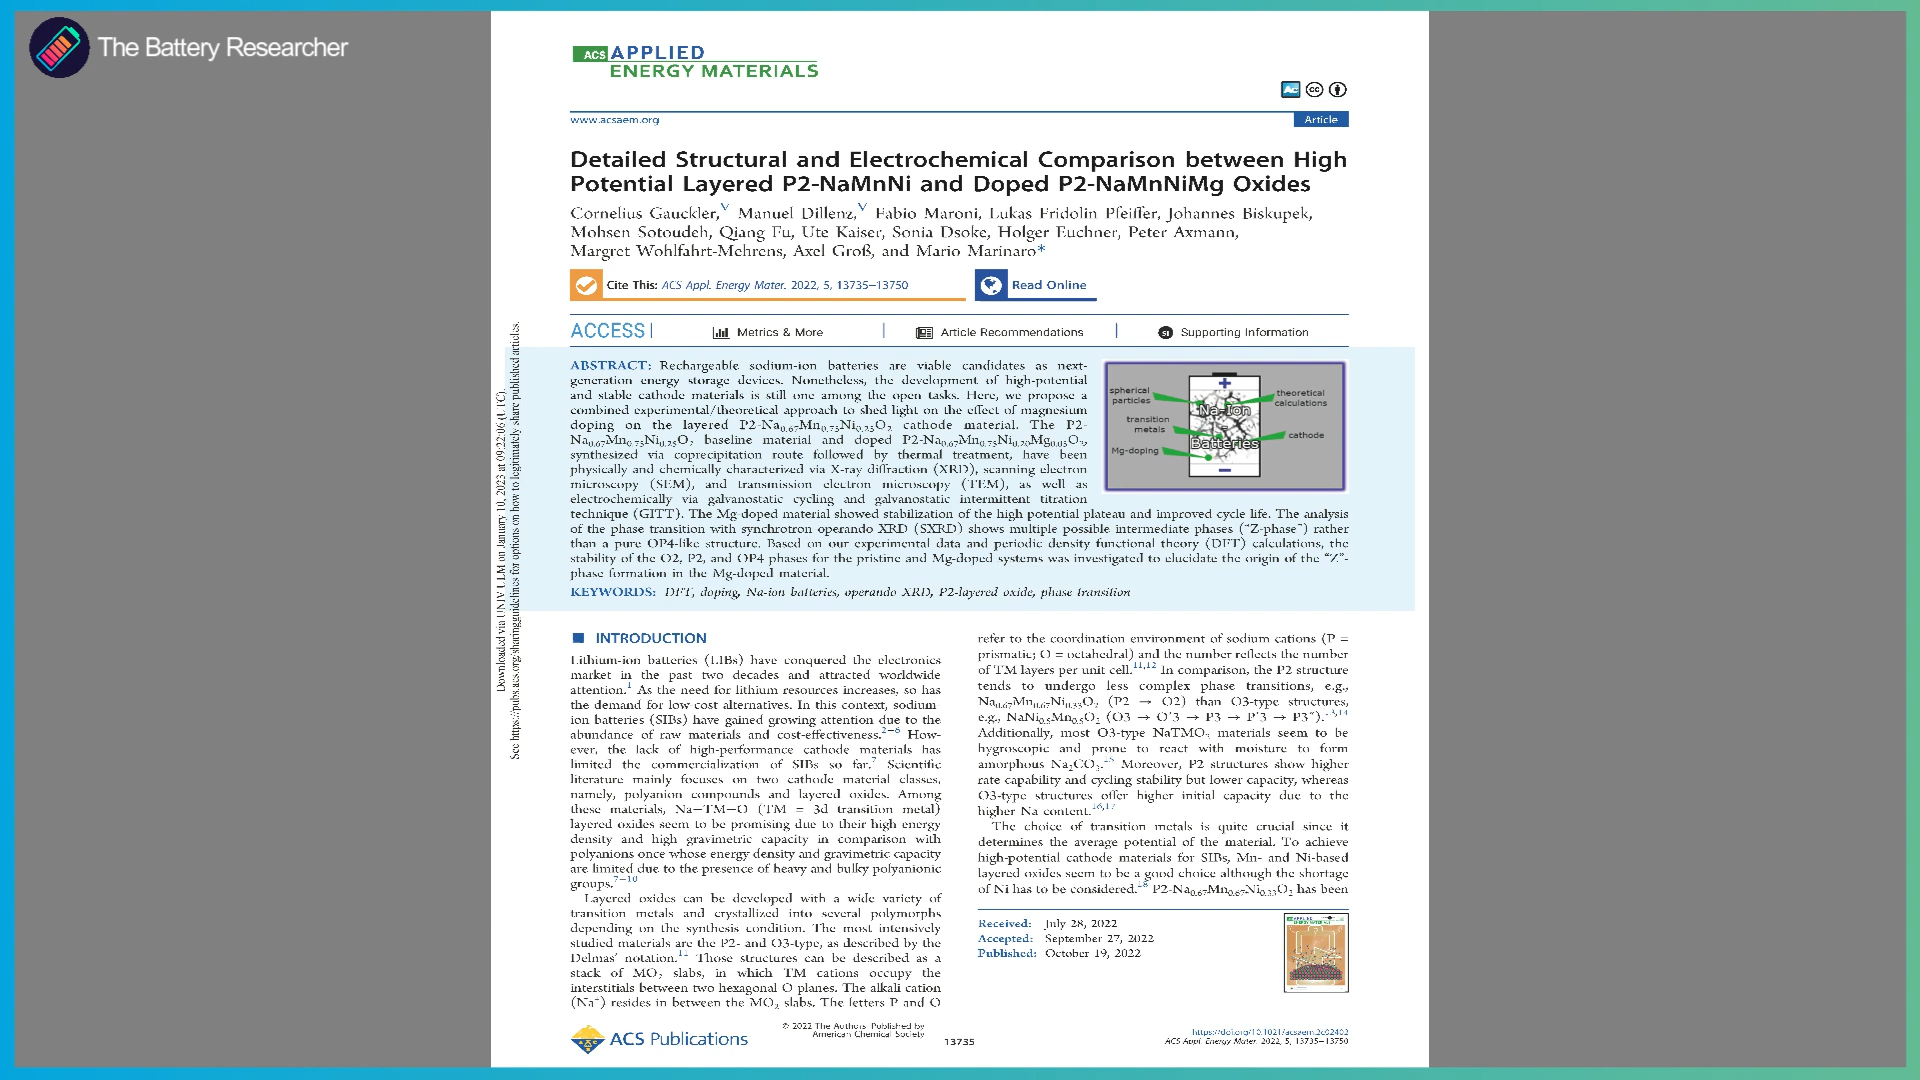 The Battery Researcher
ACS APPLIED
ENERGY MATERIALS
www.acsaem.org
Article
Detailed Structural and Electrochemical Comparison between High
Potential Layered P2-NaMnNi and Doped P2-NaMnNiMg Oxides
Cornelius Gauckler,∇ Manuel Dillenz,∇ Fabio Maroni, Lukas Fridolin Pfeiffer, Johannes Biskupek,
Mohsen Sotoudeh, Qiang Fu, Ute Kaiser, Sonia Dsoke, Holger Euchner, Peter Axmann,
Margret Wohlfahrt-Mehrens, Axel Groß, and Mario Marinaro*
Cite This: ACS Appl. Energy Mater. 2022, 5, 13735−13750
Read Online
ACCESS
Metrics & More
Article Recommendations
Supporting Information
ABSTRACT: Rechargeable sodium-ion batteries are viable candidates as next-
generation energy storage devices. Nonetheless, the development of high-potential
and stable cathode materials is still one among the open tasks. Here, we propose a
combined experimental/theoretical approach to shed light on the effect of magnesium
doping on the layered P2-Na0.67Mn0.75Ni0.25O2 cathode material. The P2-
Na0.67Mn0.75Ni0.25O2 baseline material and doped P2-Na0.67Mn0.75Ni0.20Mg0.05O2,
synthesized via coprecipitation route followed by thermal treatment, have been
physically and chemically characterized via X-ray diffraction (XRD), scanning electron
microscopy (SEM), and transmission electron microscopy (TEM), as well as
electrochemically via galvanostatic cycling and galvanostatic intermittent titration
technique (GITT). The Mg-doped material showed stabilization of the high potential plateau and improved cycle life. The analysis
of the phase transition with synchrotron operando XRD (SXRD) shows multiple possible intermediate phases (“Z-phase”) rather
than a pure OP4-like structure. Based on our experimental data and periodic density functional theory (DFT) calculations, the
stability of the O2, P2, and OP4 phases for the pristine and Mg-doped systems was investigated to elucidate the origin of the “Z”-
phase formation in the Mg-doped material.
KEYWORDS: DFT, doping, Na-ion batteries, operando XRD, P2-layered oxide, phase transition
spherical
particles
transition
metals
Mg-doping
+
Na-Ion
Batteries
−
theoretical
calculations
cathode
INTRODUCTION
Lithium-ion batteries (LIBs) have conquered the electronics
market in the past two decades and attracted worldwide
attention.1 As the need for lithium resources increases, so has
the demand for low cost alternatives. In this context, sodium-
ion batteries (SIBs) have gained growing attention due to the
abundance of raw materials and cost-effectiveness.2−6 How-
ever, the lack of high-performance cathode materials has
limited the commercialization of SIBs so far.7 Scientific
literature mainly focuses on two cathode material classes,
namely, polyanion compounds and layered oxides. Among
these materials, Na−TM−O (TM = 3d transition metal)
layered oxides seem to be promising due to their high energy
density and high gravimetric capacity in comparison with
polyanions once whose energy density and gravimetric capacity
are limited due to the presence of heavy and bulky polyanionic
groups.7−10
Layered oxides can be developed with a wide variety of
transition metals and crystallized into several polymorphs
depending on the synthesis condition. The most intensively
studied materials are the P2- and O3-type, as described by the
Delmas’ notation.11 Those structures can be described as a
stack of MO2 slabs, in which TM cations occupy the
interstitials between two hexagonal O planes. The alkali cation
(Na+) resides in between the MO2 slabs. The letters P and O
refer to the coordination environment of sodium cations (P =
prismatic; O = octahedral) and the number reflects the number
of TM layers per unit cell.11,12 In comparison, the P2 structure
tends to undergo less complex phase transitions, e.g.,
Na0.67Mn0.67Ni0.33O2 (P2 → O2) than O3-type structures,
e.g., NaNi0.5Mn0.5O2 (O3 → O′3 → P3 → P′3 → P3″).13,14
Additionally, most O3-type NaTMO2 materials seem to be
hygroscopic and prone to react with moisture to form
amorphous Na2CO3.15 Moreover, P2 structures show higher
rate capability and cycling stability but lower capacity, whereas
O3-type structures offer higher initial capacity due to the
higher Na content.16,17
The choice of transition metals is quite crucial since it
determines the average potential of the material. To achieve
high-potential cathode materials for SIBs, Mn- and Ni-based
layered oxides seem to be a good choice although the shortage
of Ni has to be considered.18 P2-Na0.67Mn0.67Ni0.33O2 has been
Received: July 28, 2022
Accepted: September 27, 2022
Published: October 19, 2022
ACS Publications
© 2022 The Authors. Published by
American Chemical Society
13735
https://doi.org/10.1021/acsaem.2c02402
ACS Appl. Energy Mater. 2022, 5, 13735−13750
Downloaded via UNIV ULM on January 10, 2023 at 09:22:06 (UTC).
See https://pubs.acs.org/sharingguidelines for options on how to legitimately share published articles.